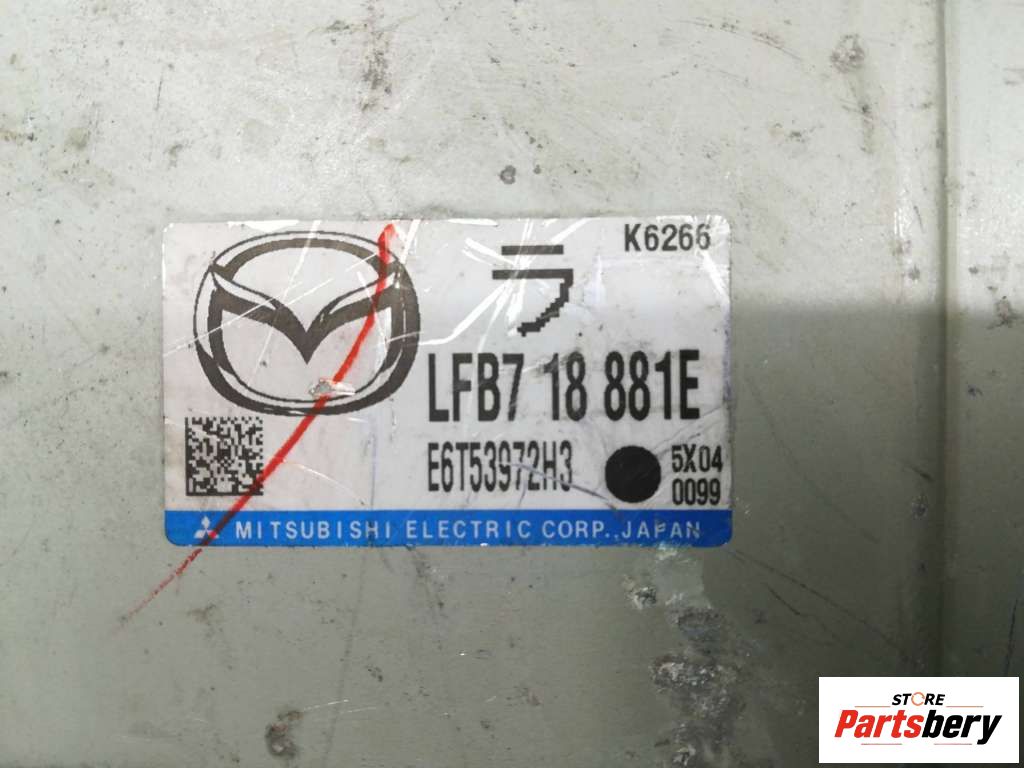 K6266
ラ
LFB7 18 881E
E6T53972H3
5X04
0099
MITSUBISHI ELECTRIC CORP., JAPAN
STORE
Partsbery